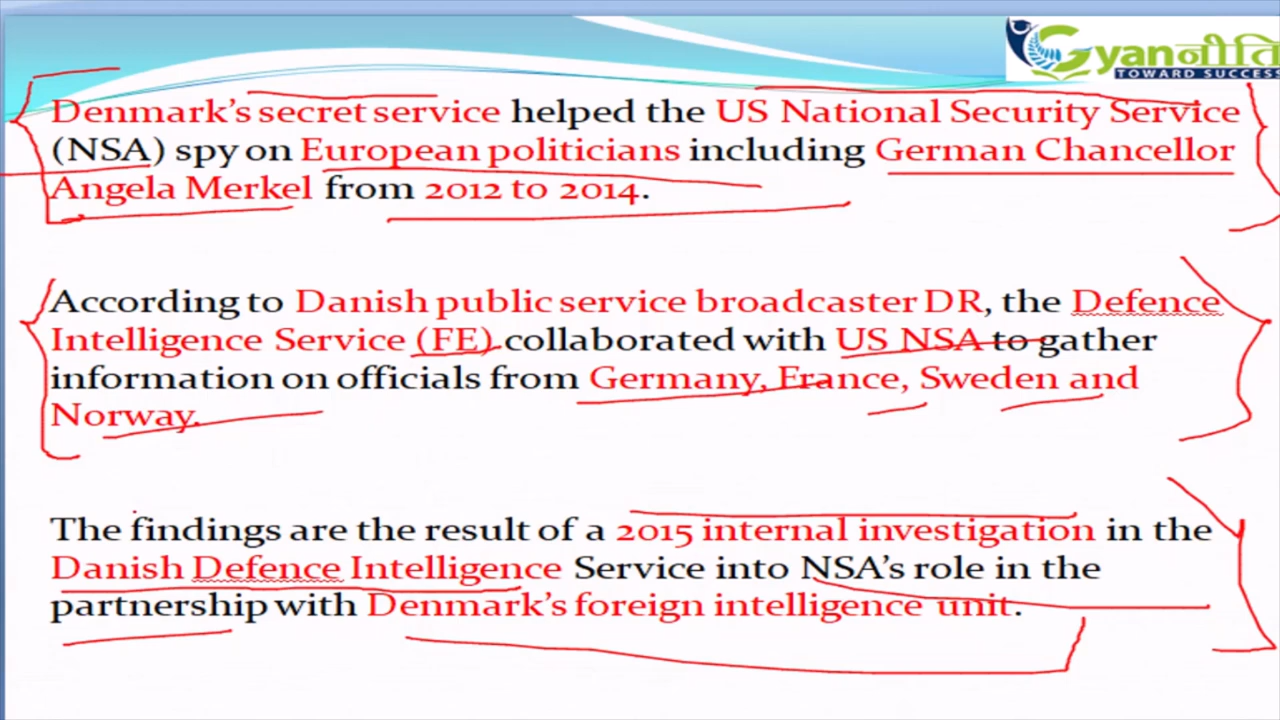 Gyanनीति
TOWARD SUCCESS
Denmark's secret service helped the US National Security Service
(NSA) spy on European politicians including German Chancellor
Angela Merkel from 2012 to 2014.
According to Danish public service broadcaster DR, the Defence
Intelligence Service (FE) collaborated with US NSA to gather
information on officials from Germany, France, Sweden and
Norway.
The findings are the result of a 2015 internal investigation in the
Danish Defence Intelligence Service into NSA's role in the
partnership with Denmark's foreign intelligence unit.